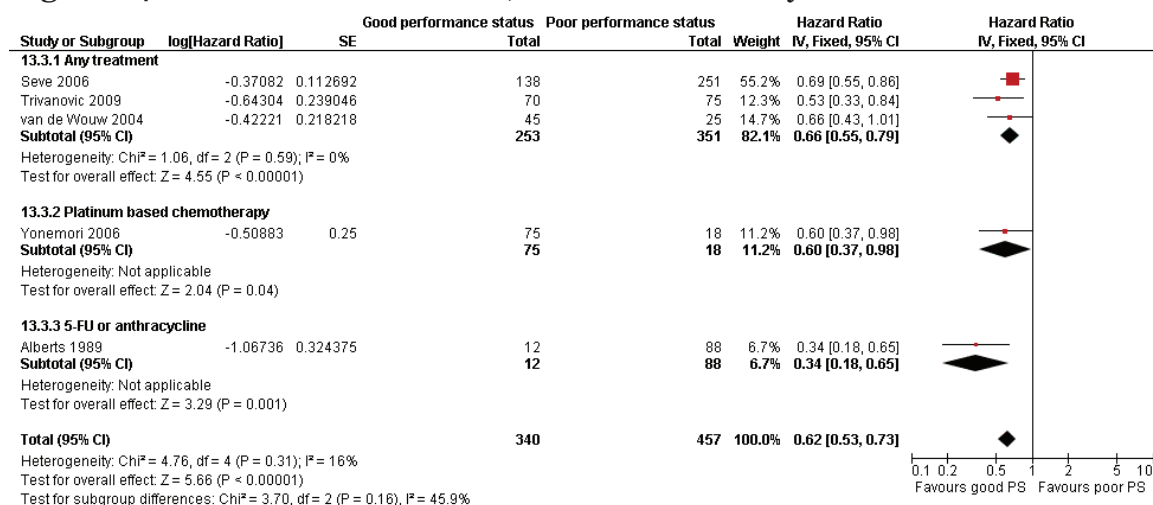 Good performance status Poor performance status Hazard Ratio Hazard Ratio
Study or Subgroup log[Hazard Ratio] SE Total Total Weight IV, Fixed, 95% CI IV, Fixed, 95% CI
13.3.1 Any treatment
Seve 2006 -0.37082 0.112692 138 251 55.2% 0.69 [0.55, 0.86]
Trivanovic 2009 -0.64304 0.239046 70 75 12.3% 0.53 [0.33, 0.84]
van de Wouw 2004 -0.42221 0.218218 45 25 14.7% 0.66 [0.43, 1.01]
Subtotal (95% CI) 253 351 82.1% 0.66 [0.55, 0.79]
Heterogeneity: Chi² = 1.06, df = 2 (P = 0.59); I² = 0%
Test for overall effect: Z = 4.55 (P < 0.00001)
13.3.2 Platinum based chemotherapy
Yonemori 2006 -0.50883 0.25 75 18 11.2% 0.60 [0.37, 0.98]
Subtotal (95% CI) 75 18 11.2% 0.60 [0.37, 0.98]
Heterogeneity: Not applicable
Test for overall effect: Z = 2.04 (P = 0.04)
13.3.3 5-FU or anthracycline
Alberts 1989 -1.06736 0.324375 12 88 6.7% 0.34 [0.18, 0.65]
Subtotal (95% CI) 12 88 6.7% 0.34 [0.18, 0.65]
Heterogeneity: Not applicable
Test for overall effect: Z = 3.29 (P = 0.001)
Total (95% CI) 340 457 100.0% 0.62 [0.53, 0.73]
Heterogeneity: Chi² = 4.76, df = 4 (P = 0.31); I² = 16%
Test for overall effect: Z = 5.66 (P < 0.00001)
Test for subgroup differences: Chi² = 3.70, df = 2 (P = 0.16), I² = 45.9%
0.1 0.2 0.5 1 2 5 10
Favours good PS Favours poor PS